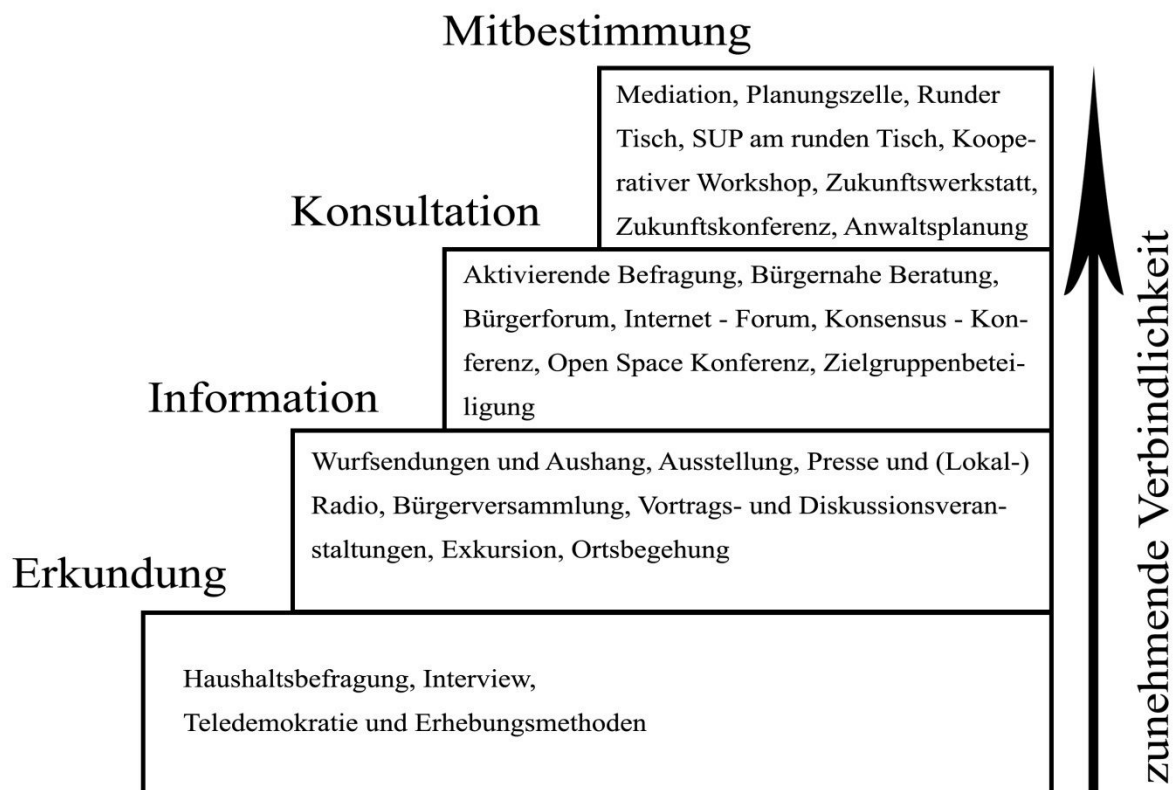 Mitbestimmung
Mediation, Planungszelle, Runder
Tisch, SUP am runden Tisch, Koope-
rativer Workshop, Zukunftswerkstatt,
Zukunftskonferenz, Anwaltsplanung
Konsultation
Aktivierende Befragung, Bürgernahe Beratung,
Bürgerforum, Internet - Forum, Konsensus - Kon-
ferenz, Open Space Konferenz, Zielgruppenbetei-
ligung
Information
Wurfsendungen und Aushang, Ausstellung, Presse und (Lokal-)
Radio, Bürgerversammlung, Vortrags- und Diskussionsveran-
staltungen, Exkursion, Ortsbegehung
Erkundung
Haushaltsbefragung, Interview,
Teledemokratie und Erhebungsmethoden
zunehmende Verbindlichkeit